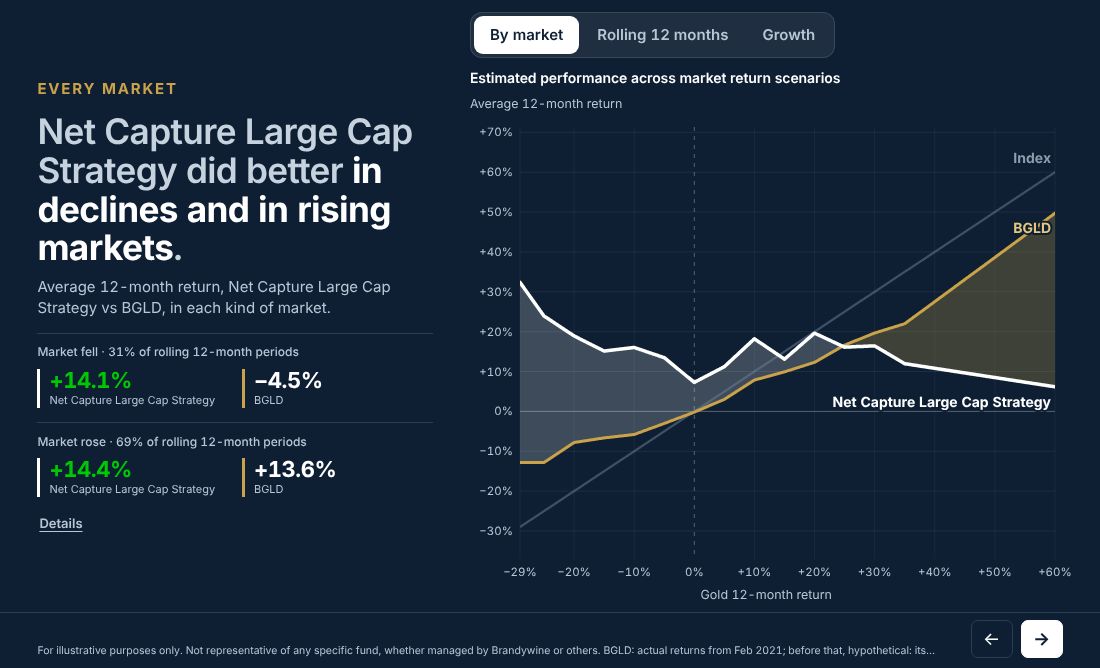 By market
Rolling 12 months
Growth
EVERY MARKET
Net Capture Large Cap
Strategy did better in
declines and in rising
markets.
Average 12-month return, Net Capture Large Cap
Strategy vs BGLD, in each kind of market.
Market fell · 31% of rolling 12-month periods
+14.1%
Net Capture Large Cap Strategy
−4.5%
BGLD
Market rose · 69% of rolling 12-month periods
+14.4%
Net Capture Large Cap Strategy
+13.6%
BGLD
Details
Estimated performance across market return scenarios
Average 12-month return
+70%
+60%
+50%
+40%
+30%
+20%
+10%
0%
−10%
−20%
−30%
Index
BGLD
Net Capture Large Cap Strategy
−29%
−20%
−10%
0%
+10%
+20%
+30%
+40%
+50%
+60%
Gold 12-month return
For illustrative purposes only. Not representative of any specific fund, whether managed by Brandywine or others. BGLD: actual returns from Feb 2021; before that, hypothetical: its…
←
→